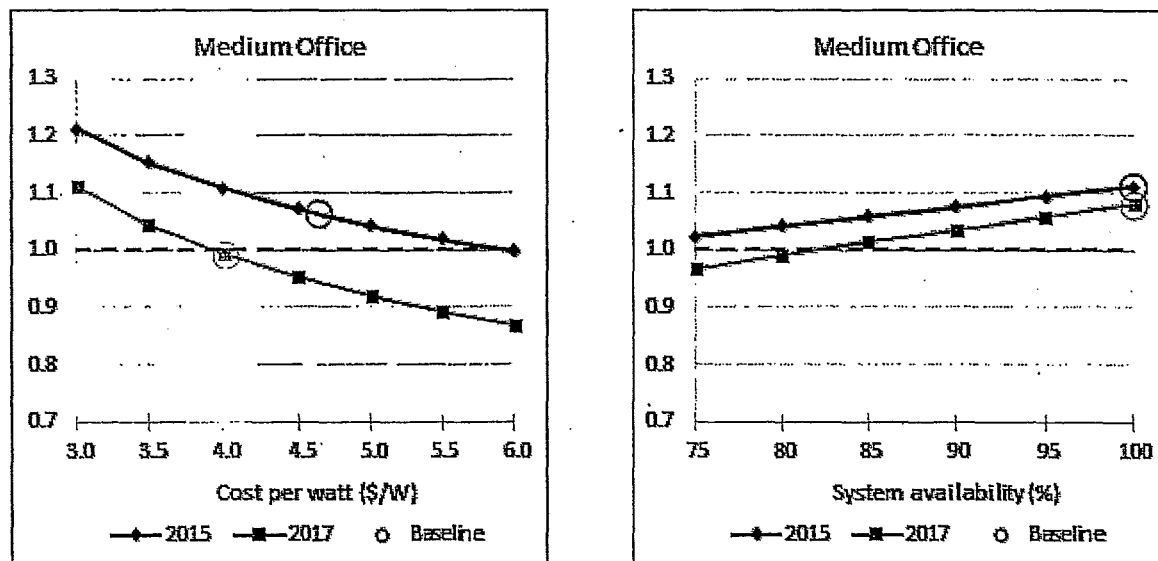 Medium Office
1.3
1.2
1.1
1.0
0.9
0.8
0.7
3.0 3.5 4.0 4.5 5.0 5.5 6.0
Cost per watt ($/W)
2015 2017 Baseline
Medium Office
1.3
1.2
1.1
1.0
0.9
0.8
0.7
75 80 85 90 95 100
System availability (%)
2015 2017 Baseline